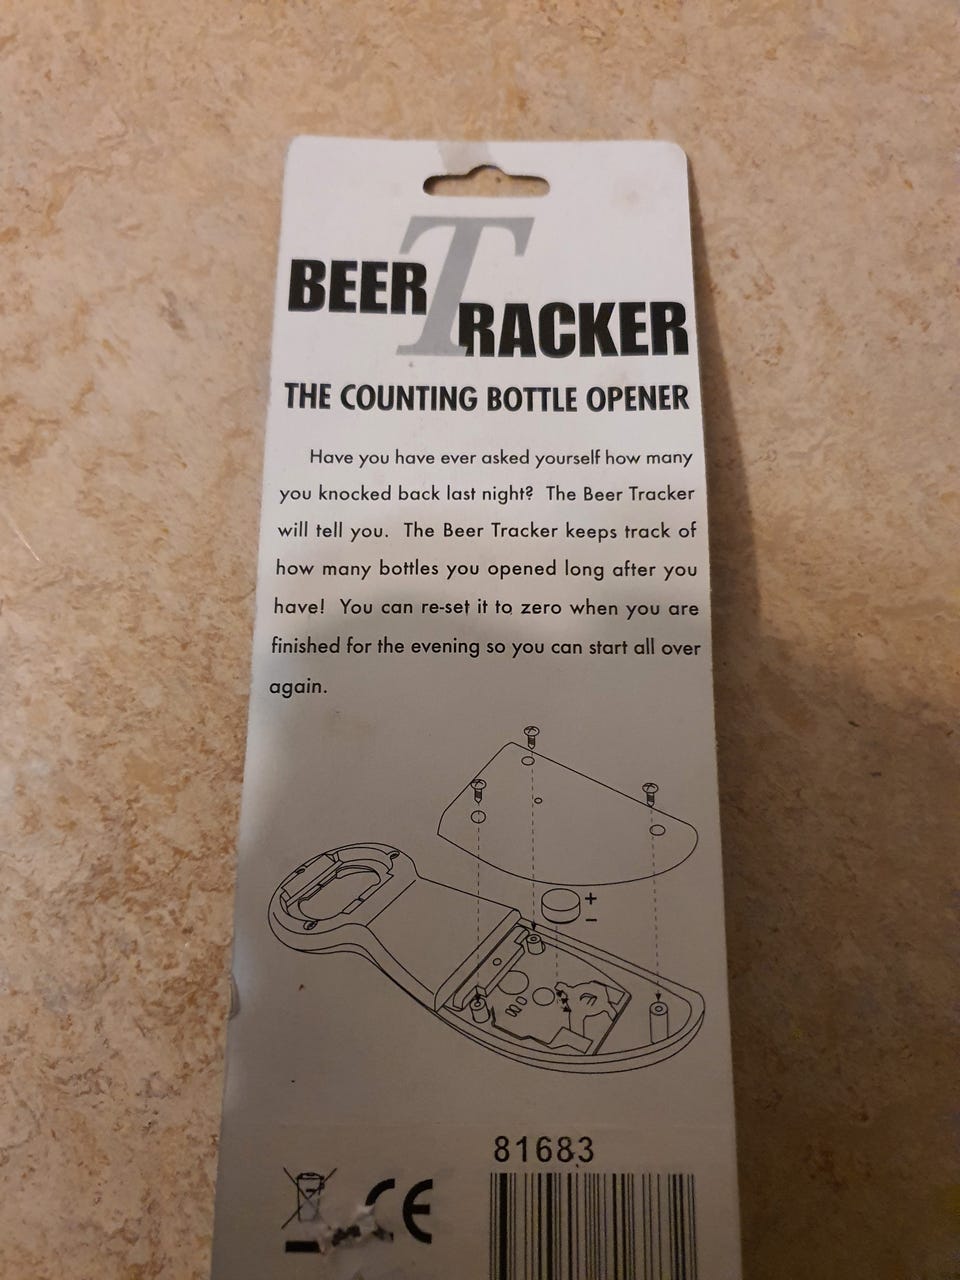 BEER TRACKER
THE COUNTING BOTTLE OPENER
Have you have ever asked yourself how many
you knocked back last night? The Beer Tracker
will tell you. The Beer Tracker keeps track of
how many bottles you opened long after you
have! You can re-set it to zero when you are
finished for the evening so you can start all over
again.
+
−
81683
CE